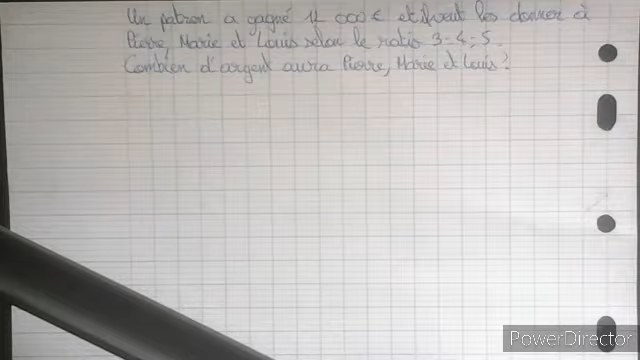 Un patron a gagné 12 000 € et il veut les donner à
Pierre, Marie et Louis selon le ratio 3 : 4 : 5.
Combien d'argent aura Pierre, Marie et Louis ?
PowerDirector